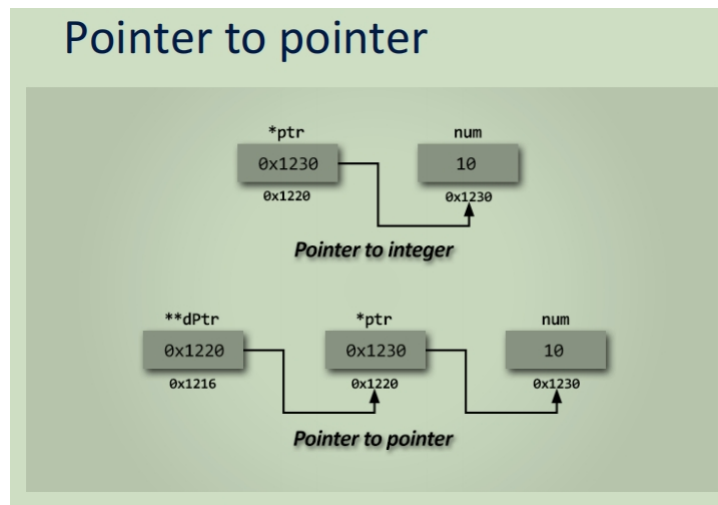 Pointer to pointer
*ptr num
0x1230 10
0x1220 0x1230
Pointer to integer
**dPtr *ptr num
0x1220 0x1230 10
0x1216 0x1220 0x1230
Pointer to pointer